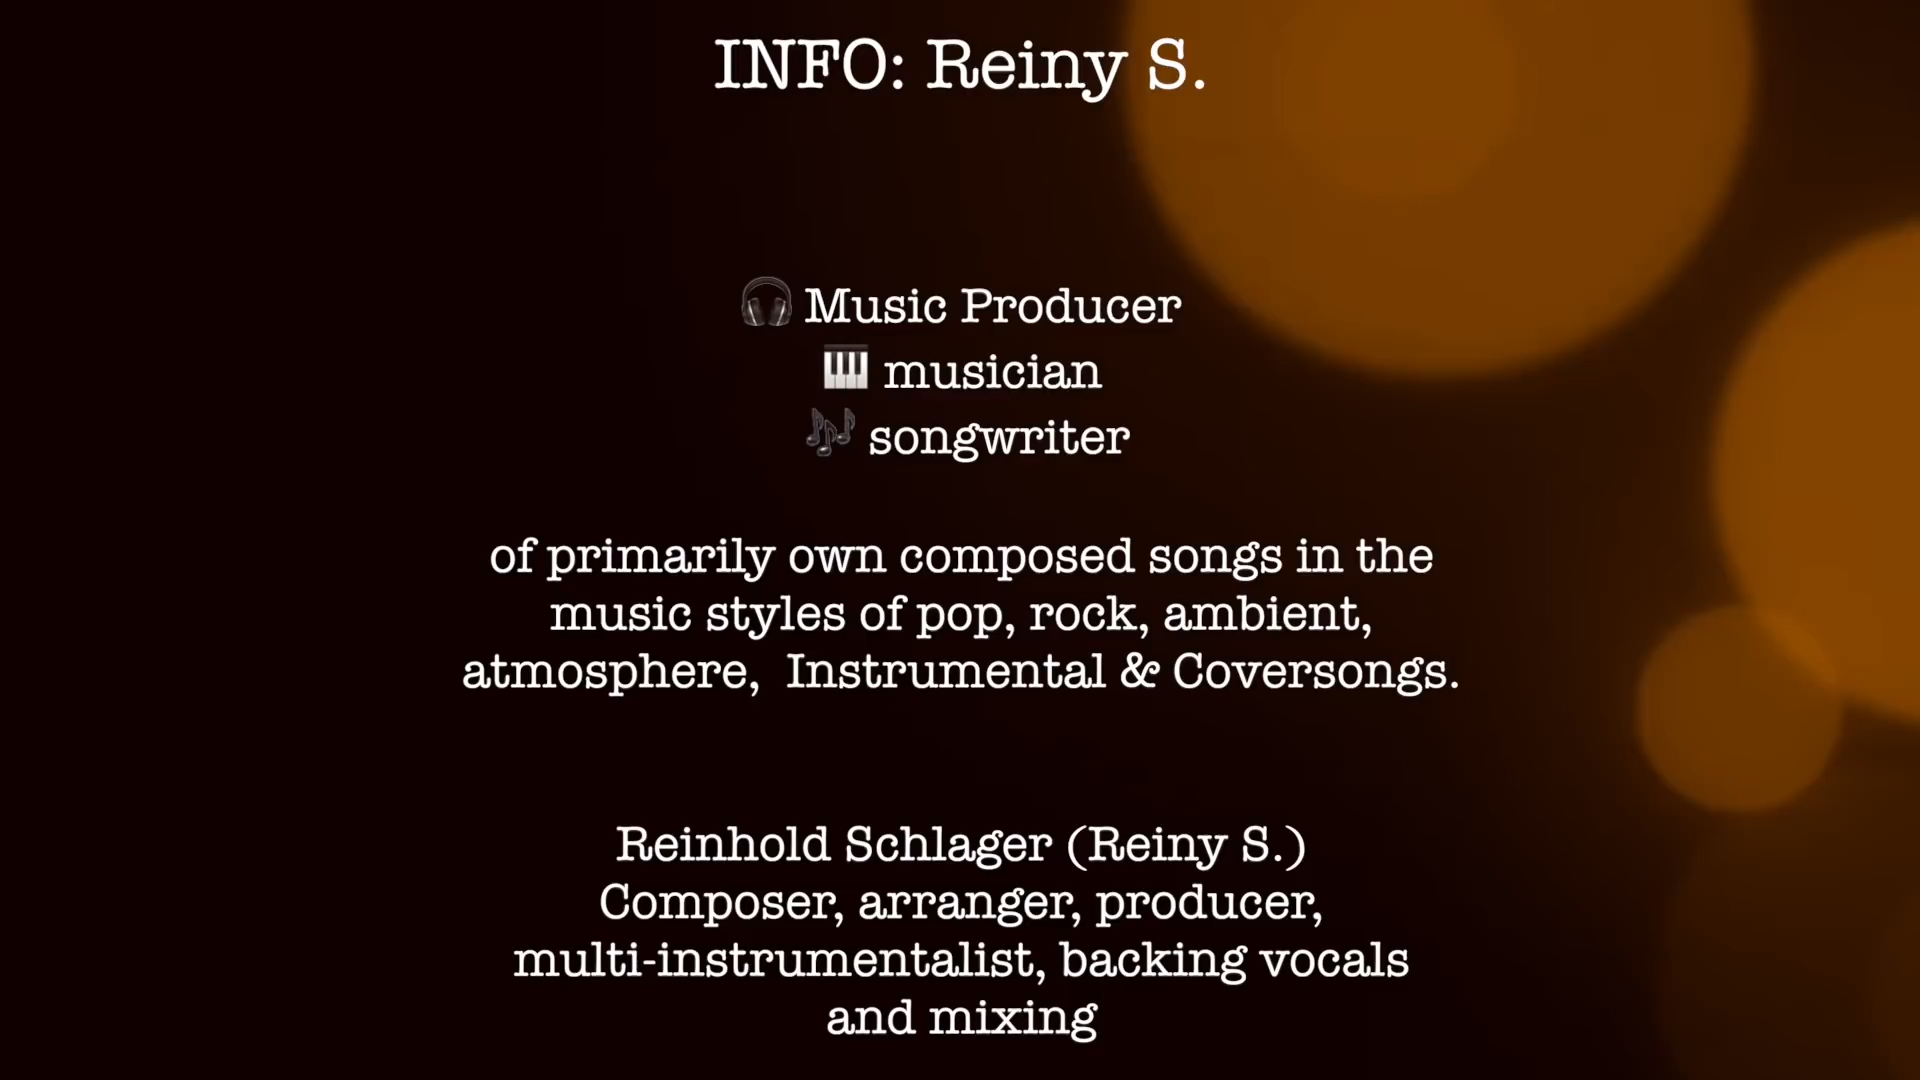 INFO: Reiny S.
🎧 Music Producer
🎹 musician
🎶 songwriter
of primarily own composed songs in the
music styles of pop, rock, ambient,
atmosphere,  Instrumental & Coversongs.
Reinhold Schlager (Reiny S.)
Composer, arranger, producer,
multi-instrumentalist, backing vocals
and mixing